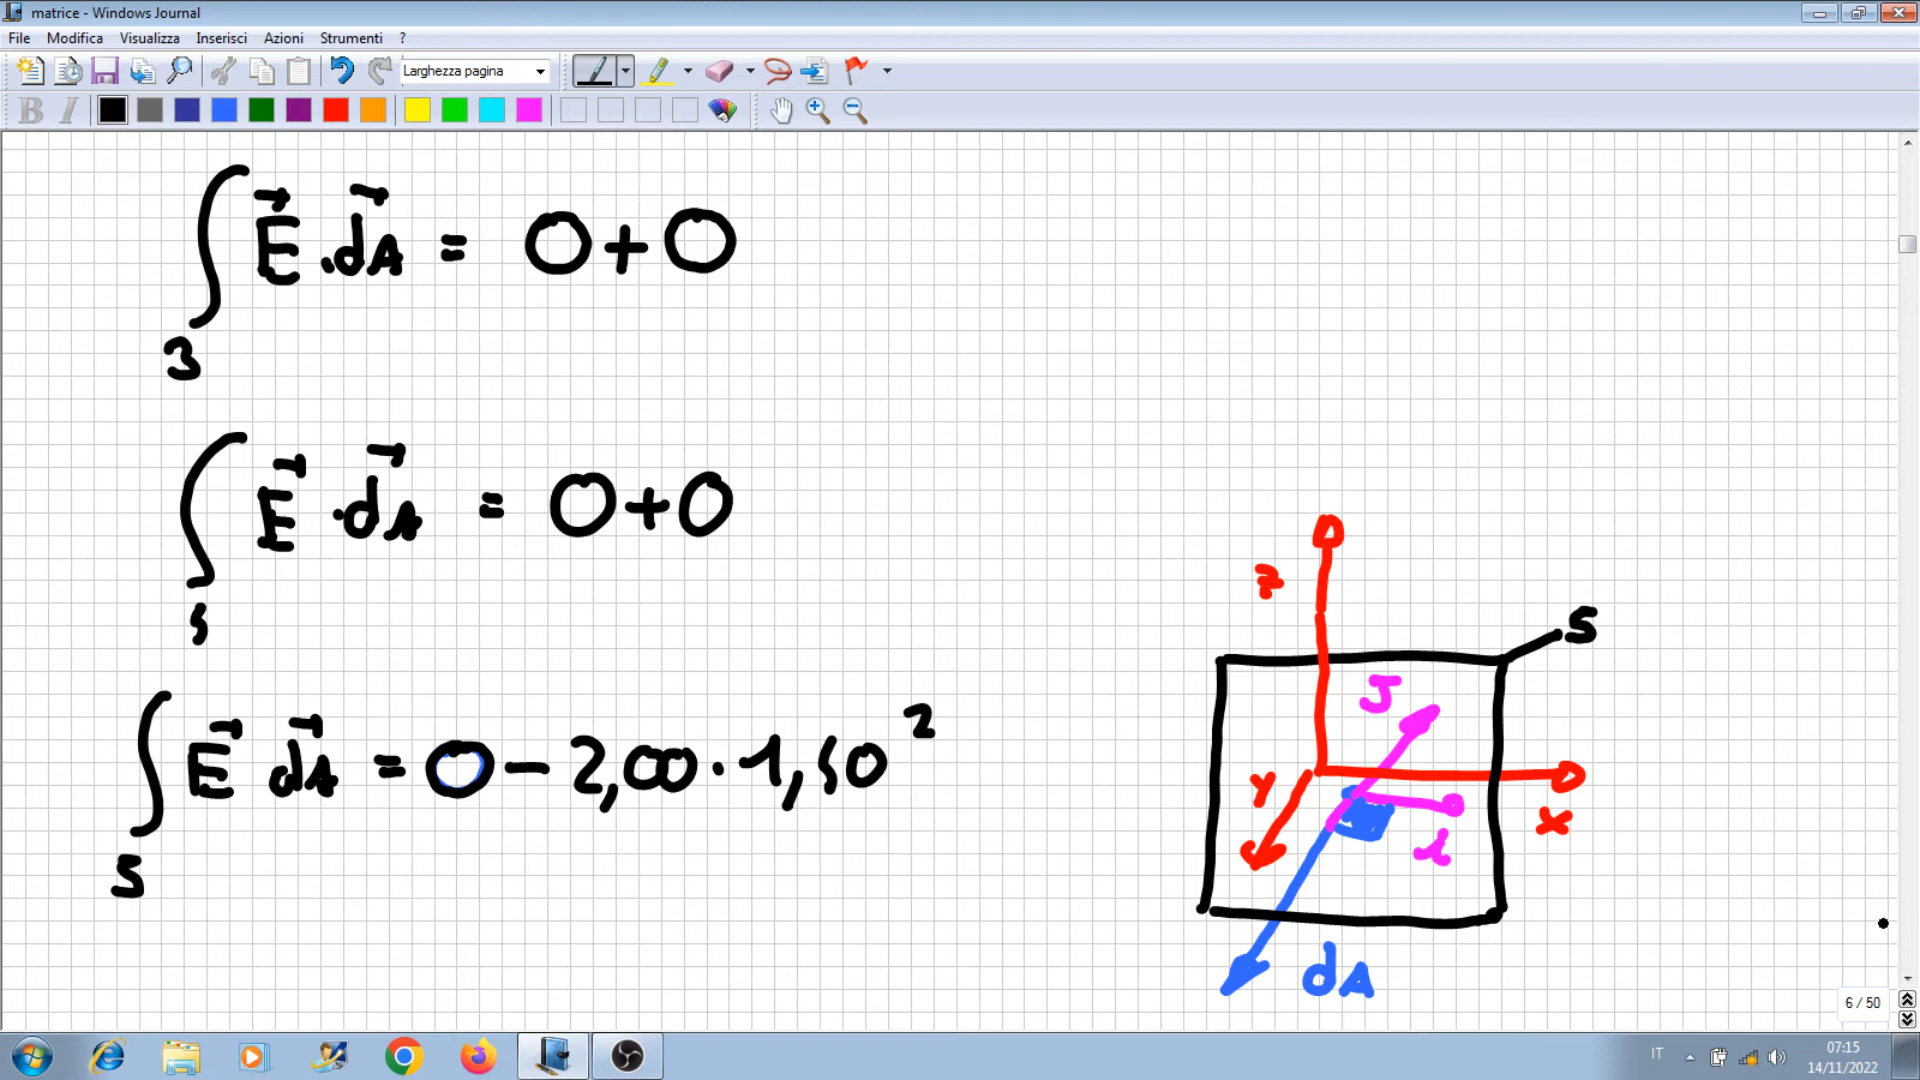 matrice - Windows Journal
File Modifica Visualizza Inserisci Azioni Strumenti ?
Larghezza pagina
B I
∫ E⃗ · dA⃗ = 0 + 0
3
∫ E⃗ · dA⃗ = 0 + 0
5
z
S
∫ E⃗ dA⃗ = 0 - 2,00 · 1,50²
5
J
y
x
i
dA
6 / 50
IT
07:15
14/11/2022